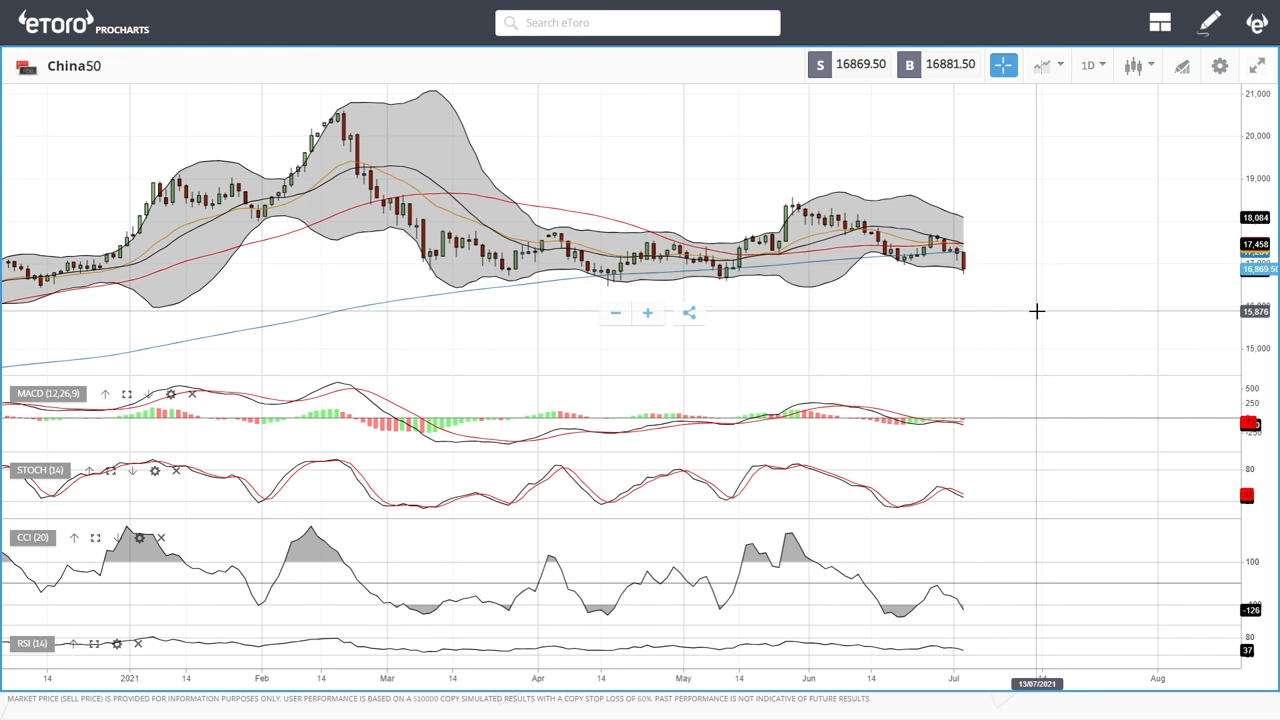 eToro PROCHARTS
Search eToro
China50
S 16869.50 B 16881.50
1D
21,000
20,000
19,000
18,084
17,458
16,869.50
15,876
15,000
MACD (12,26,9)
500
250
STOCH (14)
80
CCI (20)
100
-126
RSI (14)
80
37
14 2021 14 Feb 14 Mar 14 Apr 14 May 14 Jun 14 Jul Aug
13/07/2021
MARKET PRICE (SELL PRICE) IS PROVIDED FOR INFORMATION PURPOSES ONLY. USER PERFORMANCE IS BASED ON A $10000 COPY SIMULATED RESULTS WITH A COPY STOP LOSS OF 60%. PAST PERFORMANCE IS NOT INDICATIVE OF FUTURE RESULTS.